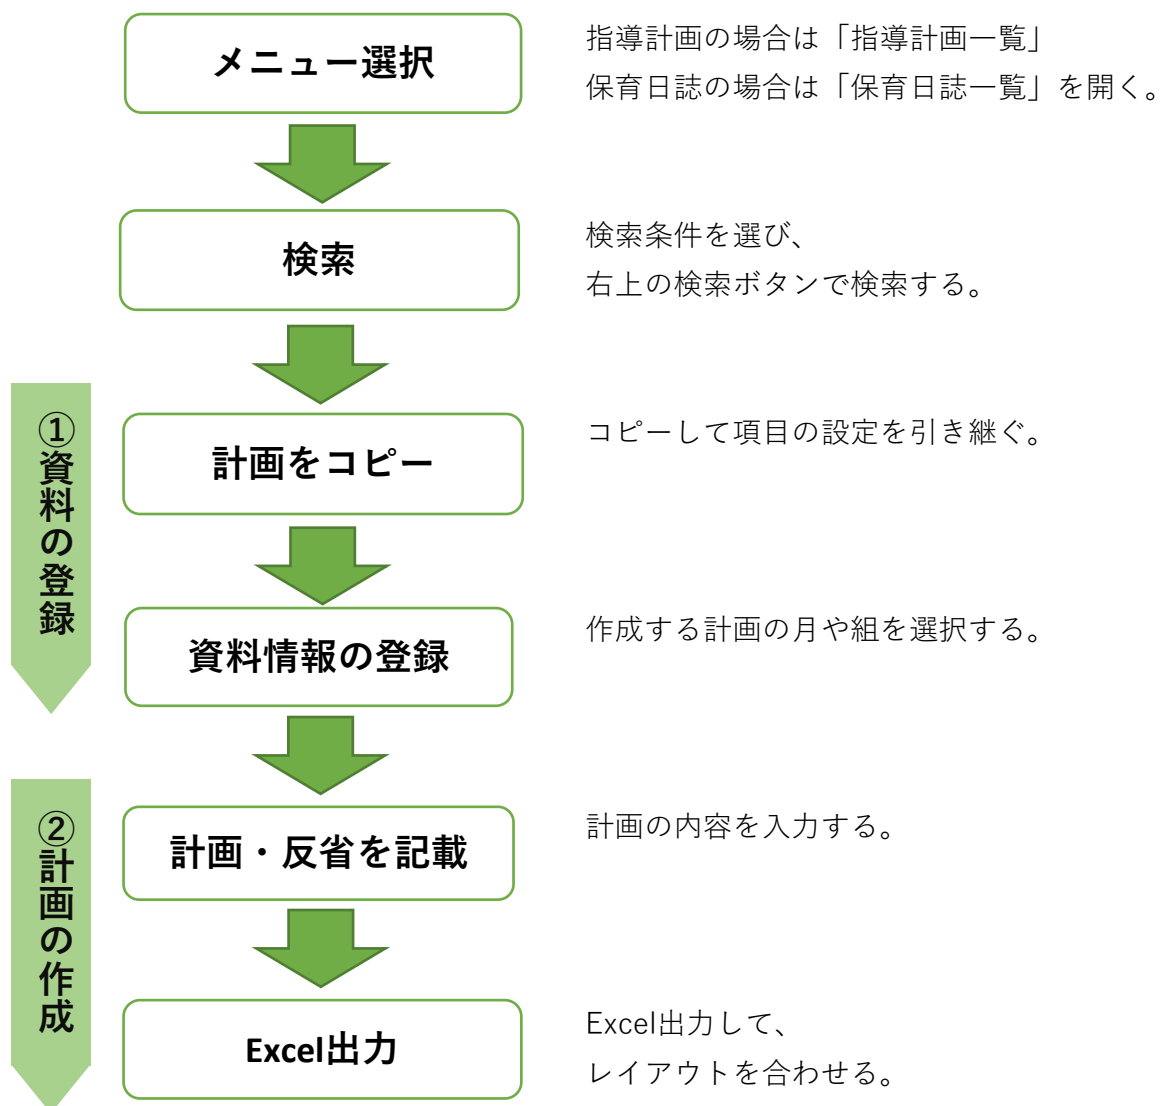 メニュー選択
指導計画の場合は「指導計画一覧」
保育日誌の場合は「保育日誌一覧」を開く。
検索
検索条件を選び、
右上の検索ボタンで検索する。
①資料の登録
計画をコピー
コピーして項目の設定を引き継ぐ。
資料情報の登録
作成する計画の月や組を選択する。
②計画の作成
計画・反省を記載
計画の内容を入力する。
Excel出力
Excel出力して、
レイアウトを合わせる。